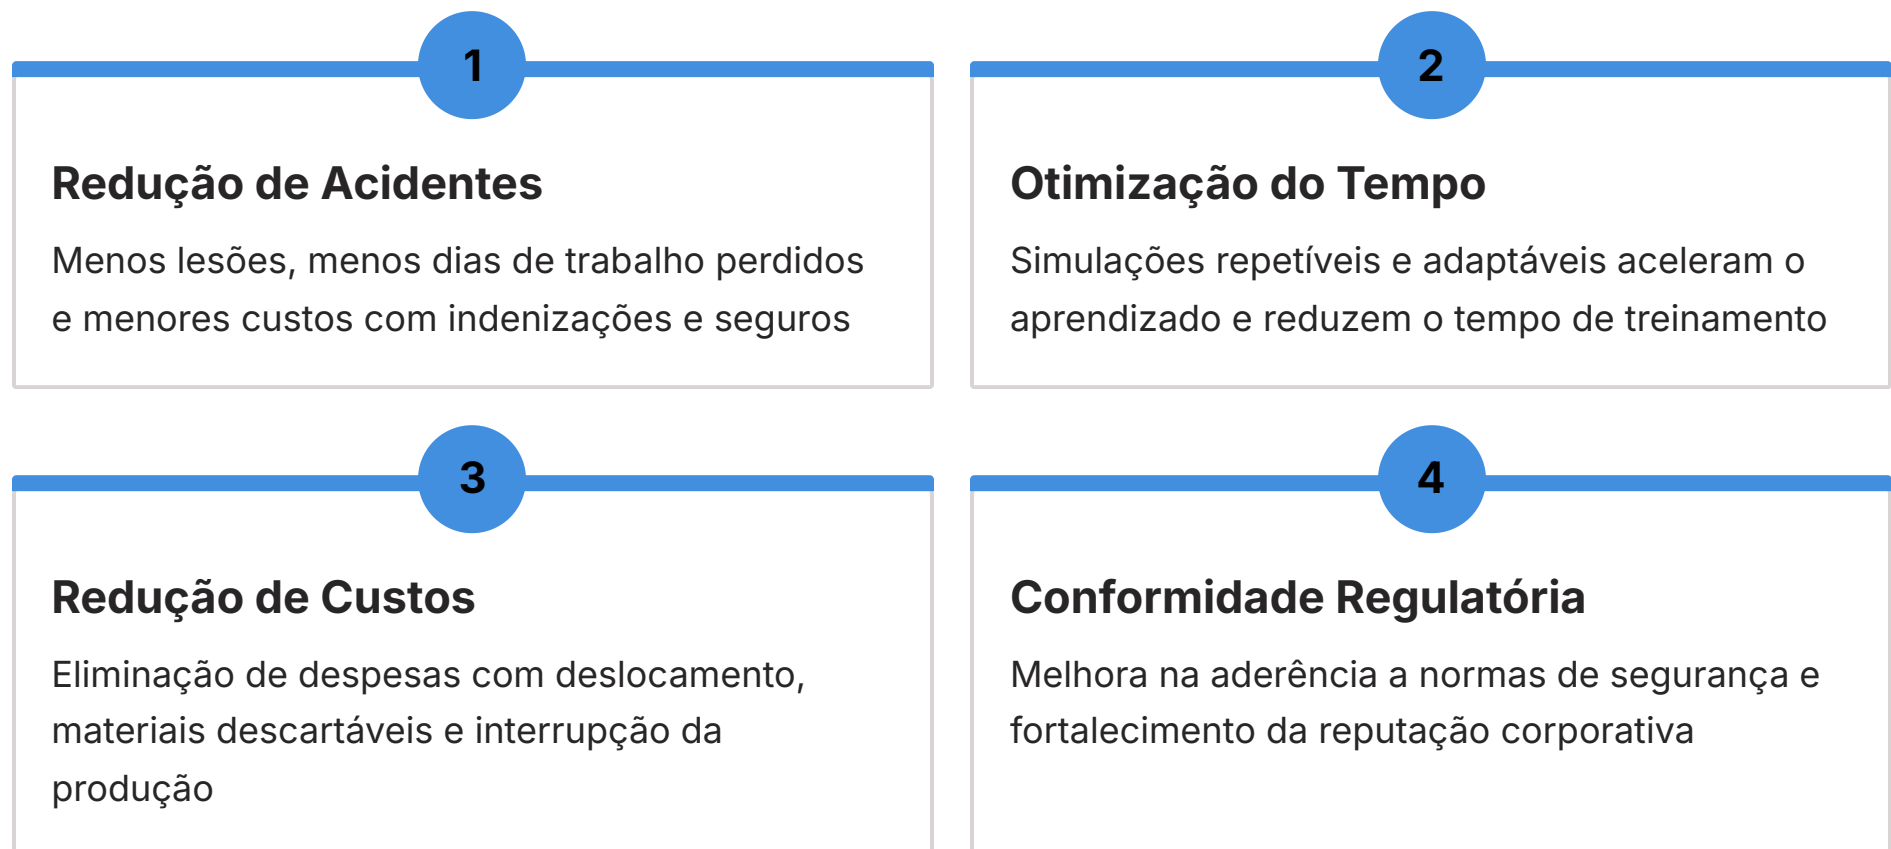 1
Redução de Acidentes
Menos lesões, menos dias de trabalho perdidos
e menores custos com indenizações e seguros
2
Otimização do Tempo
Simulações repetíveis e adaptáveis aceleram o
aprendizado e reduzem o tempo de treinamento
3
Redução de Custos
Eliminação de despesas com deslocamento,
materiais descartáveis e interrupção da
produção
4
Conformidade Regulatória
Melhora na aderência a normas de segurança e
fortalecimento da reputação corporativa